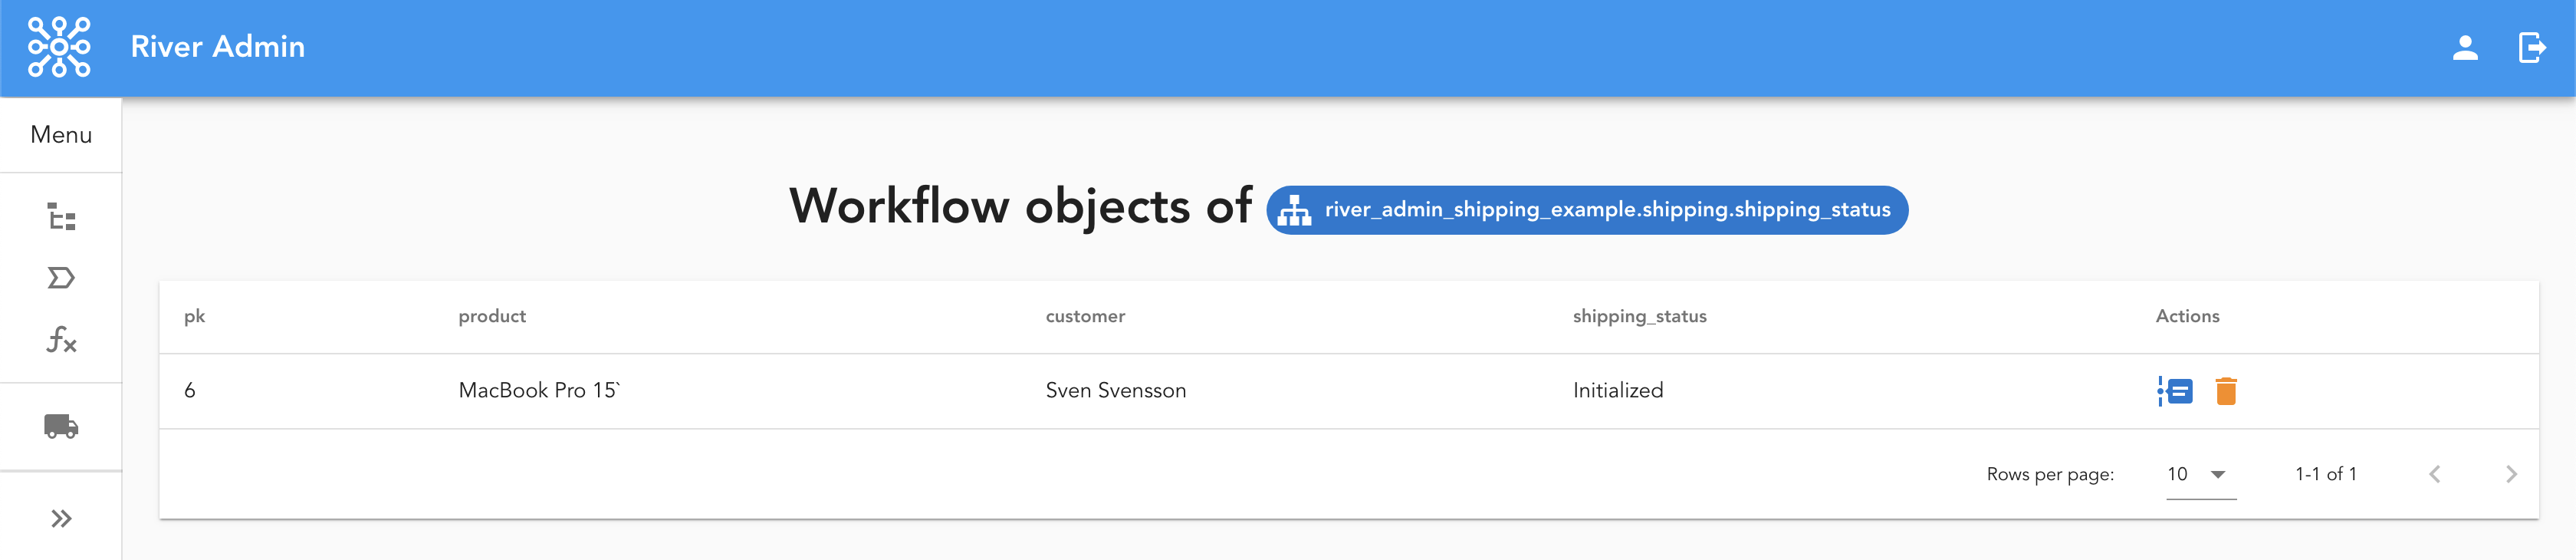 River Admin
Menu
Workflow objects of river_admin_shipping_example.shipping.shipping_status
pk product customer shipping_status Actions
6 MacBook Pro 15` Sven Svensson Initialized
Rows per page: 10 1-1 of 1